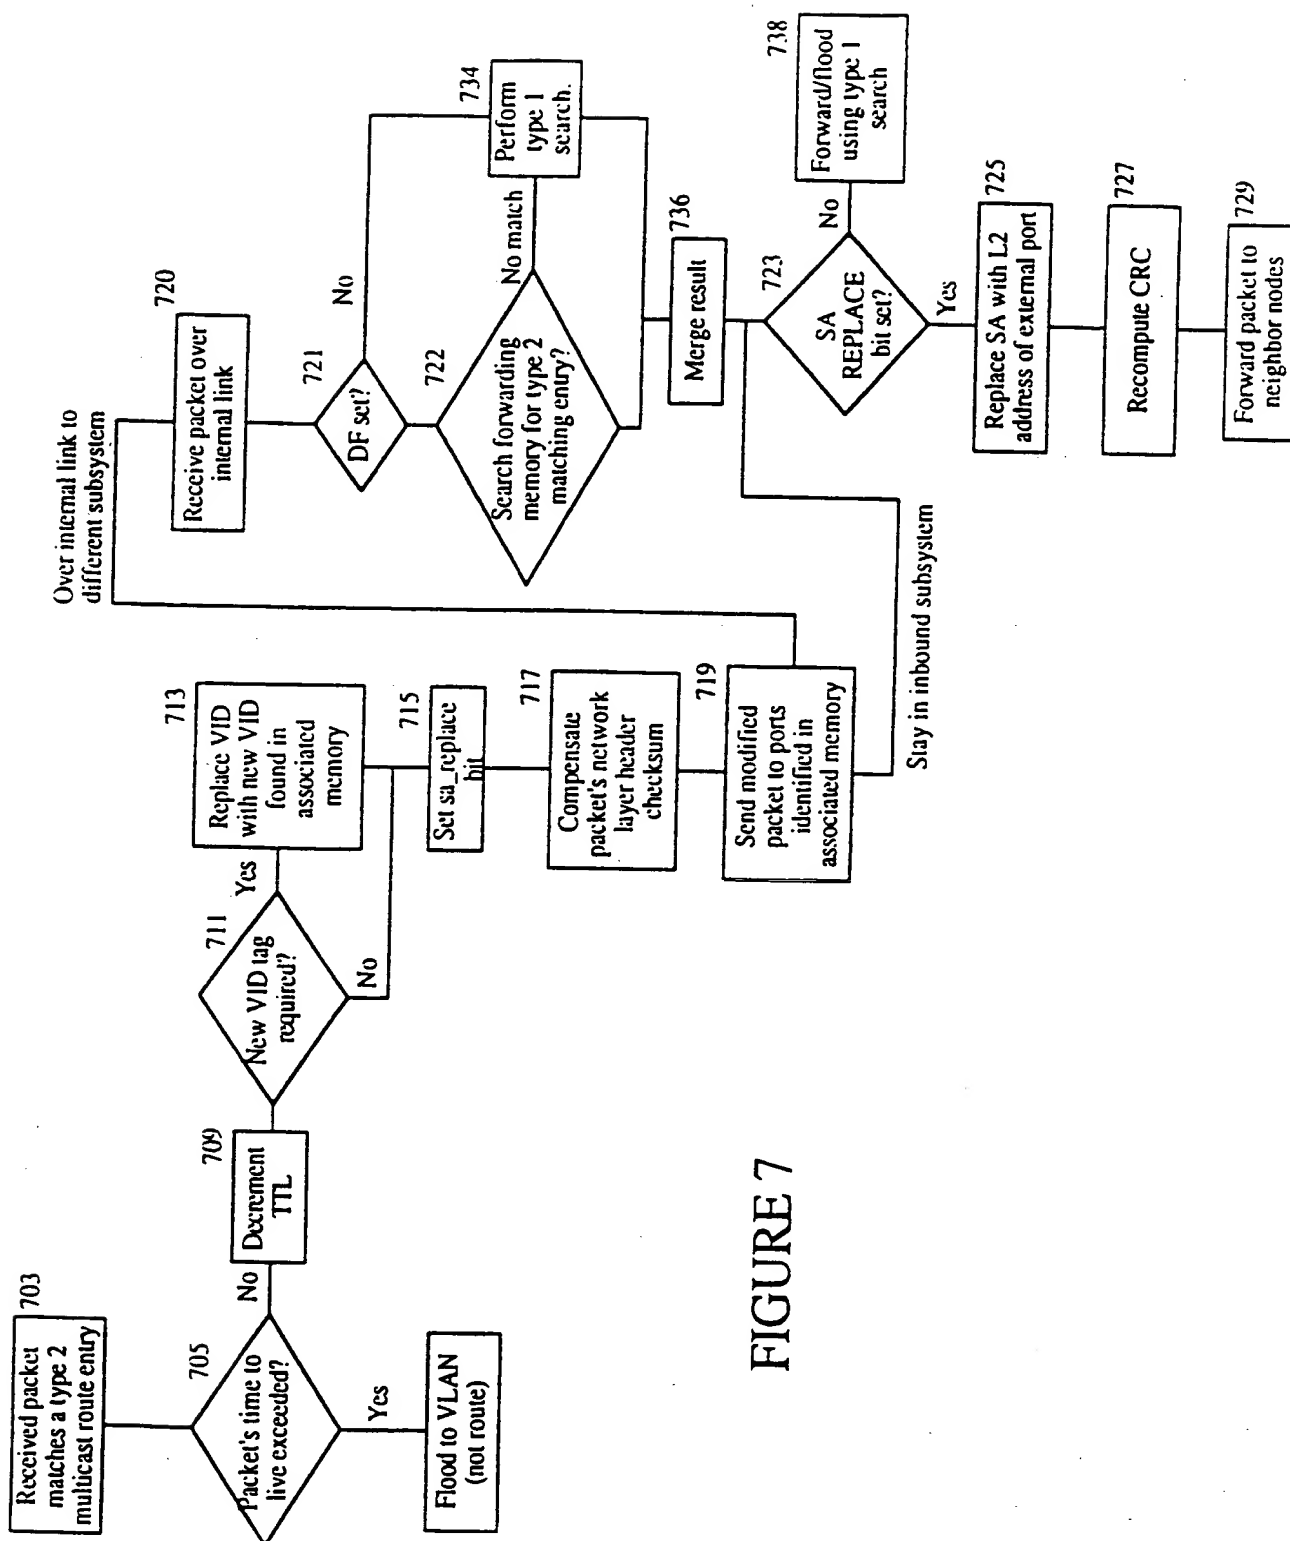 703
Received packet
matches a type 2
multicast route entry
705
Packet's time to
live exceeded?
Yes
Flood to VLAN
(not route)
No
709
Decrement
TTL
711
New VID tag
required?
Yes
No
713
Replace VID
with new VID
found in
associated
memory
715
Set sa_replace
bit
717
Compensate
packet's network
layer header
checksum
719
Send modified
packet to ports
identified in
associated memory
Over internal link to
different subsystem
Stay in inbound subsystem
720
Receive packet over
internal link
721
DF set?
No
722
Search forwarding
memory for type 2
matching entry?
No match
734
Perform
type 1
search.
736
Merge result
723
SA
REPLACE
bit set?
No
738
Forward/flood
using type 1
search
Yes
725
Replace SA with L2
address of external port
727
Recompute CRC
729
Forward packet to
neighbor nodes
FIGURE 7